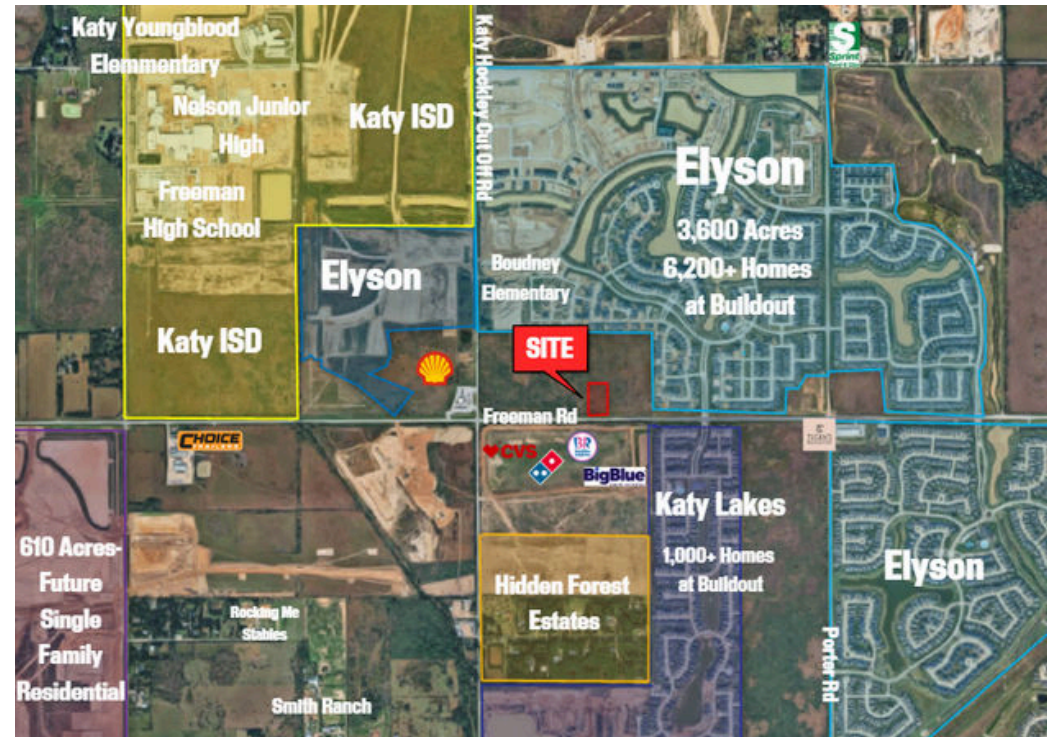 Katy Youngblood
Elemmentary
Nelson Junior
High
Freeman
High School
Katy ISD
Katy ISD
Katy Hockley Out Off Rd
Sprint
Elyson
3,600 Acres
6,200+ Homes
at Buildout
Elyson
Boudney
Elementary
SITE
Freeman Rd
CHOICE
CVS
BR
BigBlue
Katy Lakes
1,000+ Homes
at Buildout
Elyson
610 Acres-
Future
Single
Family
Residential
Hidden Forest
Estates
Rocking Me
Stables
Smith Ranch
Porter Rd